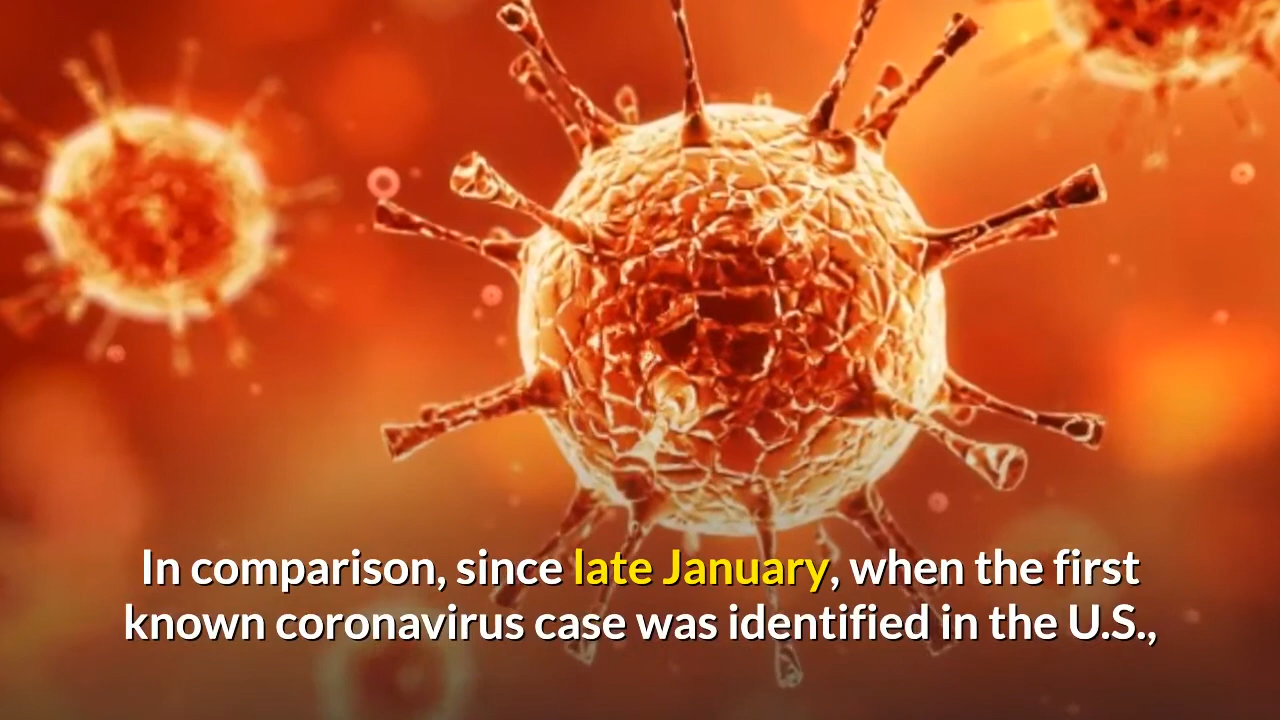 In comparison, since late January, when the first
known coronavirus case was identified in the U.S.,